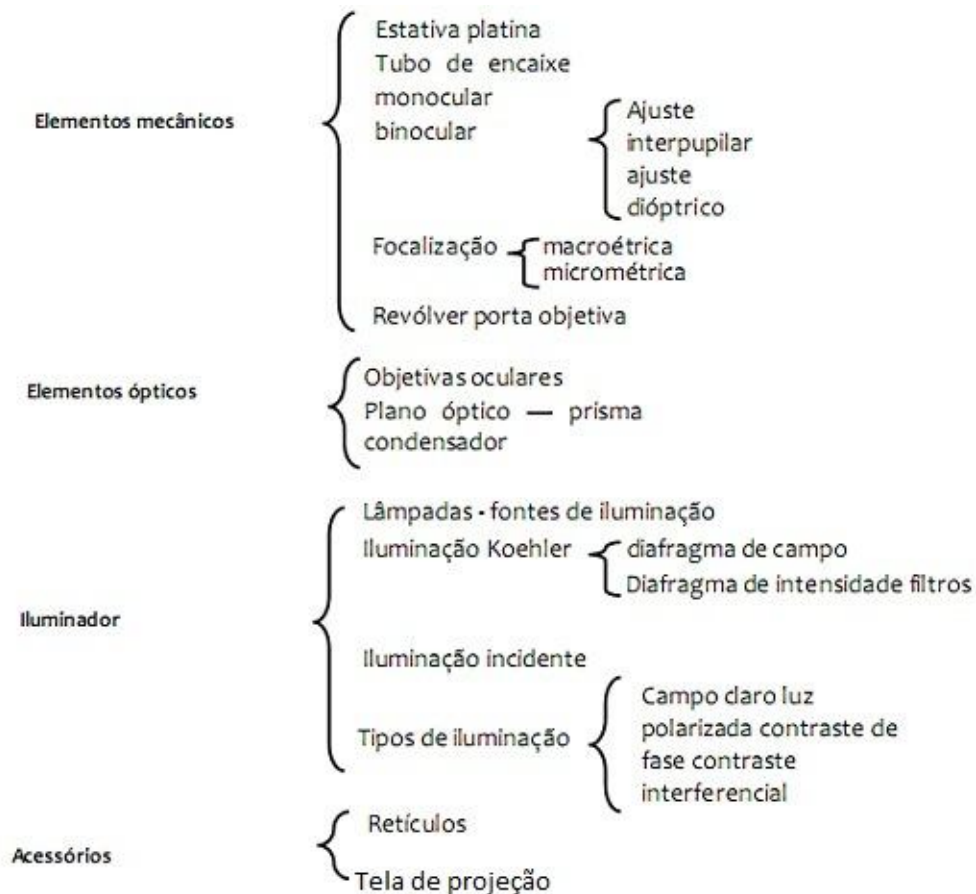 Elementos mecânicos
Estativa platina
Tubo de encaixe
monocular
binocular
Ajuste
interpupilar
ajuste
dióptrico
Focalização
macroétrica
micrométrica
Revólver porta objetiva
Elementos ópticos
Objetivas oculares
Plano óptico — prisma
condensador
Iluminador
Lâmpadas - fontes de iluminação
Iluminação Koehler
diafragma de campo
Diafragma de intensidade filtros
Iluminação incidente
Tipos de iluminação
Campo claro luz
polarizada contraste de
fase contraste
interferencial
Acessórios
Retículos
Tela de projeção